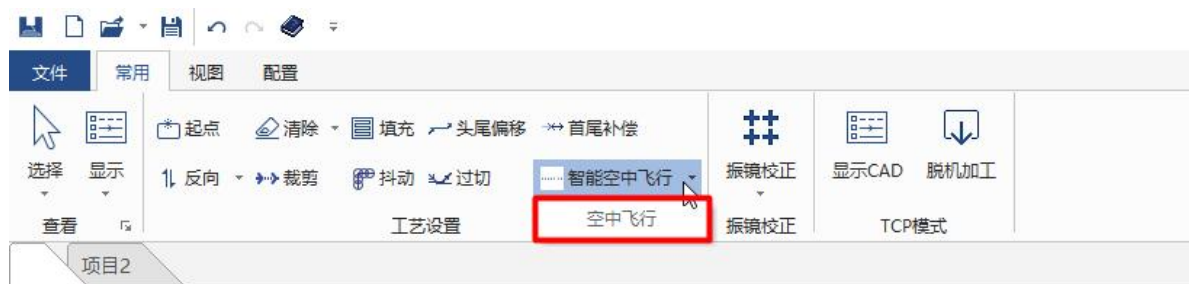 文件 常用 视图 配置
起点 清除 填充 头尾偏移 首尾补偿
选择 显示 反向 裁剪 抖动 过切 智能空中飞行 振镜校正 显示CAD 脱机加工
查看 工艺设置 空中飞行 振镜校正 TCP模式
项目2